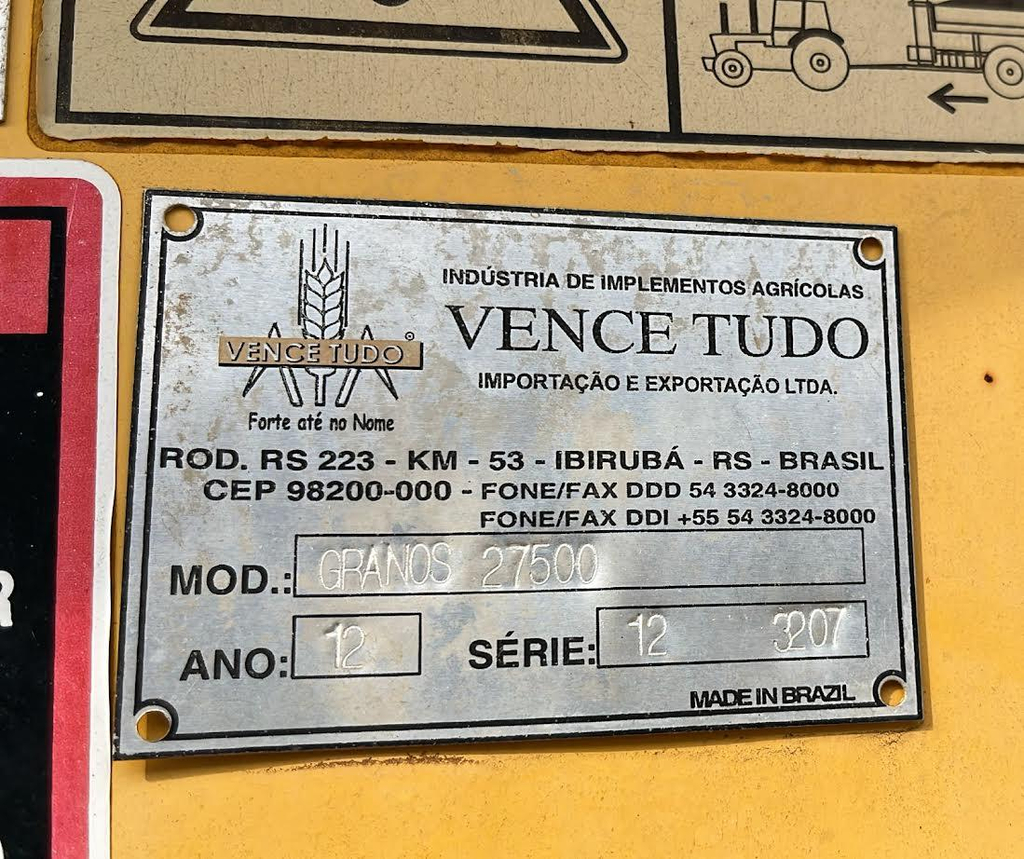 INDÚSTRIA DE IMPLEMENTOS AGRÍCOLAS
VENCE TUDO
IMPORTAÇÃO E EXPORTAÇÃO LTDA.
VENCE TUDO
Forte até no Nome
ROD. RS 223 - KM - 53 - IBIRUBÁ - RS - BRASIL
CEP 98200-000 - FONE/FAX DDD 54 3324-8000
FONE/FAX DDI +55 54 3324-8000
MOD.: GRANOS 27500
ANO: 12 SÉRIE: 12 3207
MADE IN BRAZIL
R